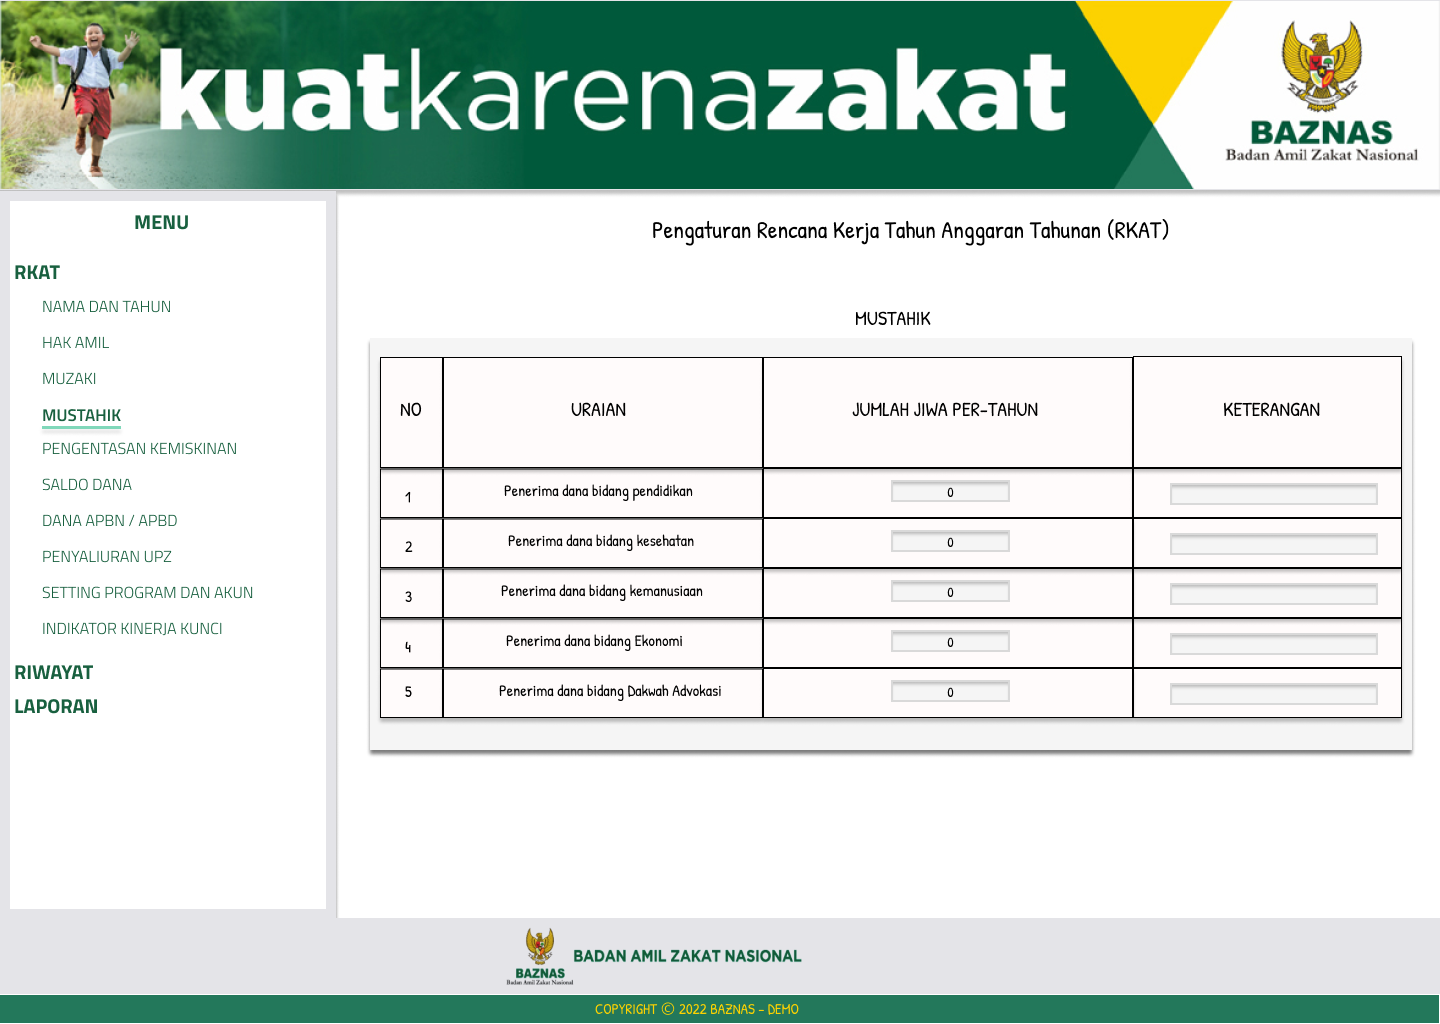 kuatkarenazakat
BAZNAS
Badan Amil Zakat Nasional
MENU
RKAT
NAMA DAN TAHUN
HAK AMIL
MUZAKI
MUSTAHIK
PENGENTASAN KEMISKINAN
SALDO DANA
DANA APBN / APBD
PENYALIURAN UPZ
SETTING PROGRAM DAN AKUN
INDIKATOR KINERJA KUNCI
RIWAYAT
LAPORAN
Pengaturan Rencana Kerja Tahun Anggaran Tahunan (RKAT)
MUSTAHIK
NO URAIAN JUMLAH JIWA PER-TAHUN KETERANGAN
1 Penerima dana bidang pendidikan 0
2 Penerima dana bidang kesehatan 0
3 Penerima dana bidang kemanusiaan 0
4 Penerima dana bidang Ekonomi 0
5 Penerima dana bidang Dakwah Advokasi 0
BAZNAS
Badan Amil Zakat Nasional
BADAN AMIL ZAKAT NASIONAL
COPYRIGHT © 2022 BAZNAS - DEMO